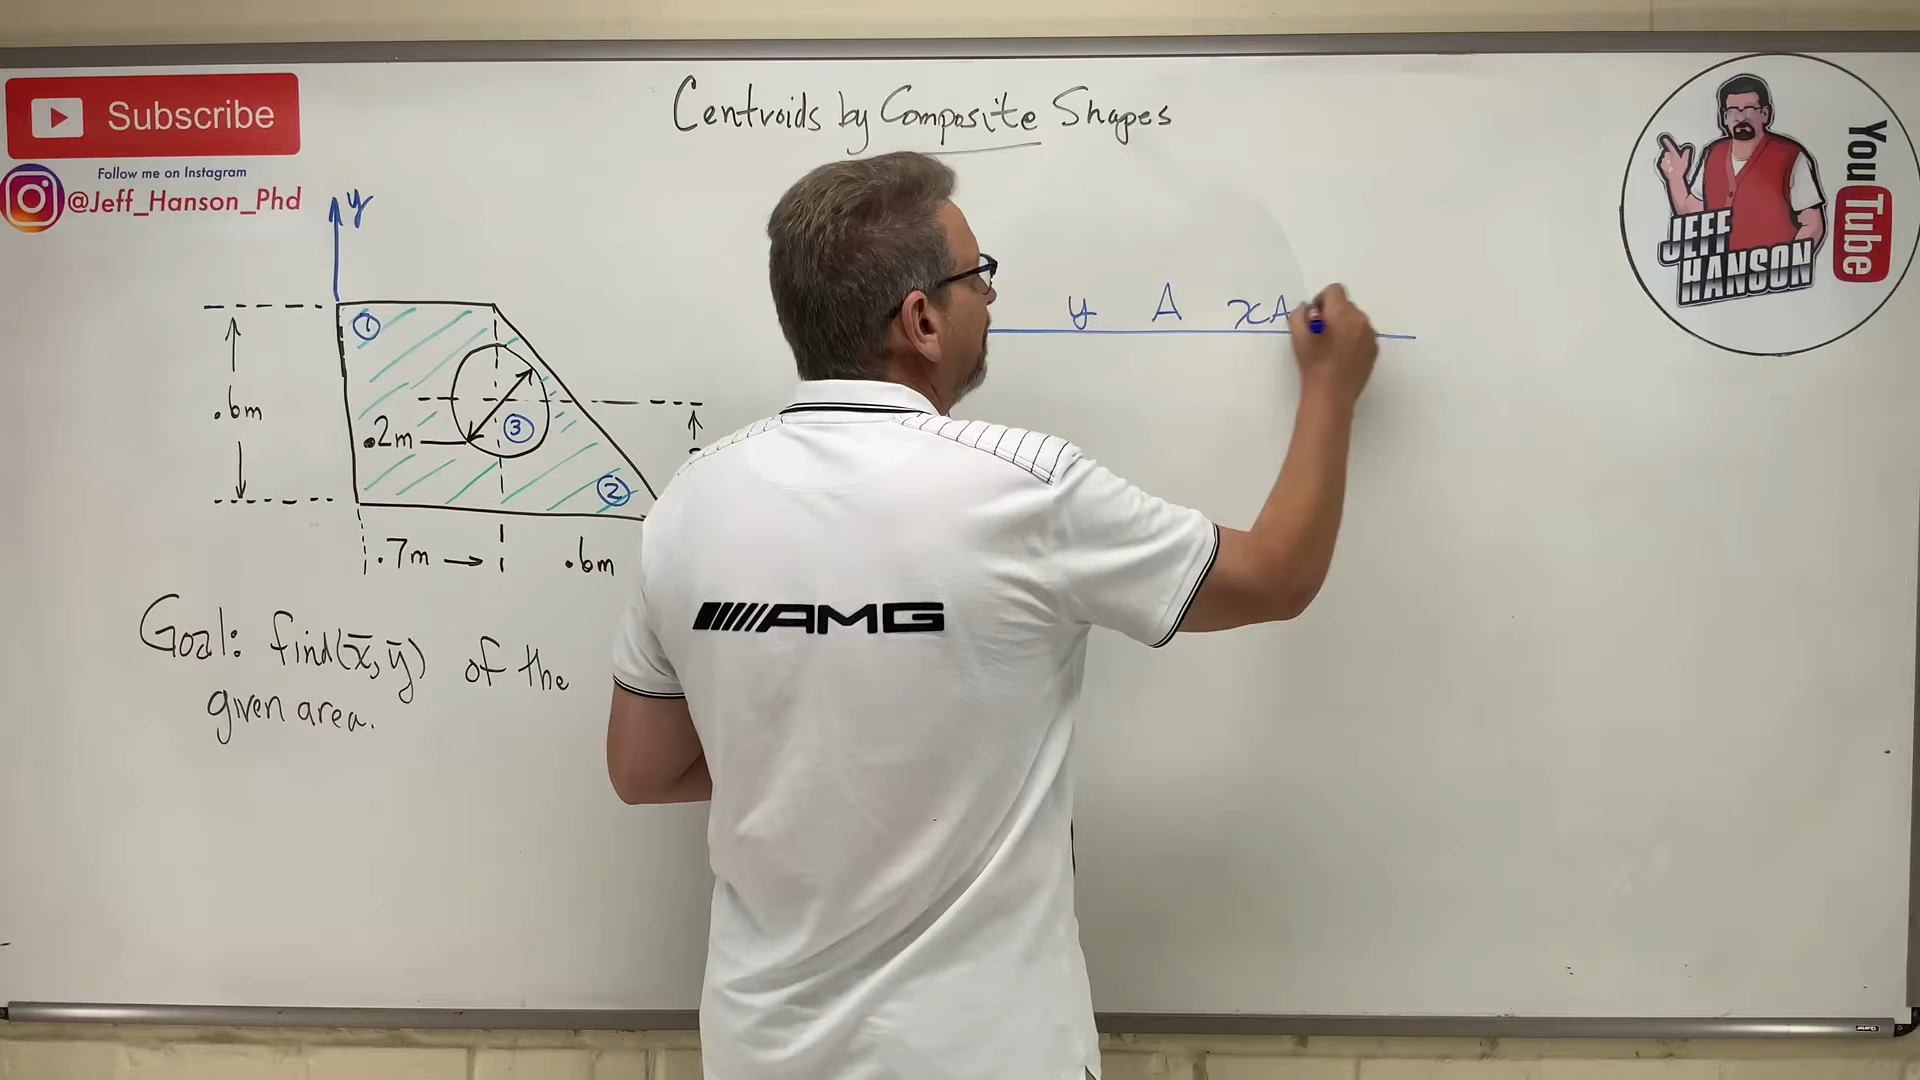 Subscribe
Follow me on Instagram
@Jeff_Hanson_Phd
Centroids by Composite Shapes
YouTube
JEFF
HANSON
y
1
.6m
.2m
3
2
.7m
.6m
y A xA
Goal: find (x̄, ȳ) of the
given area.
AMG